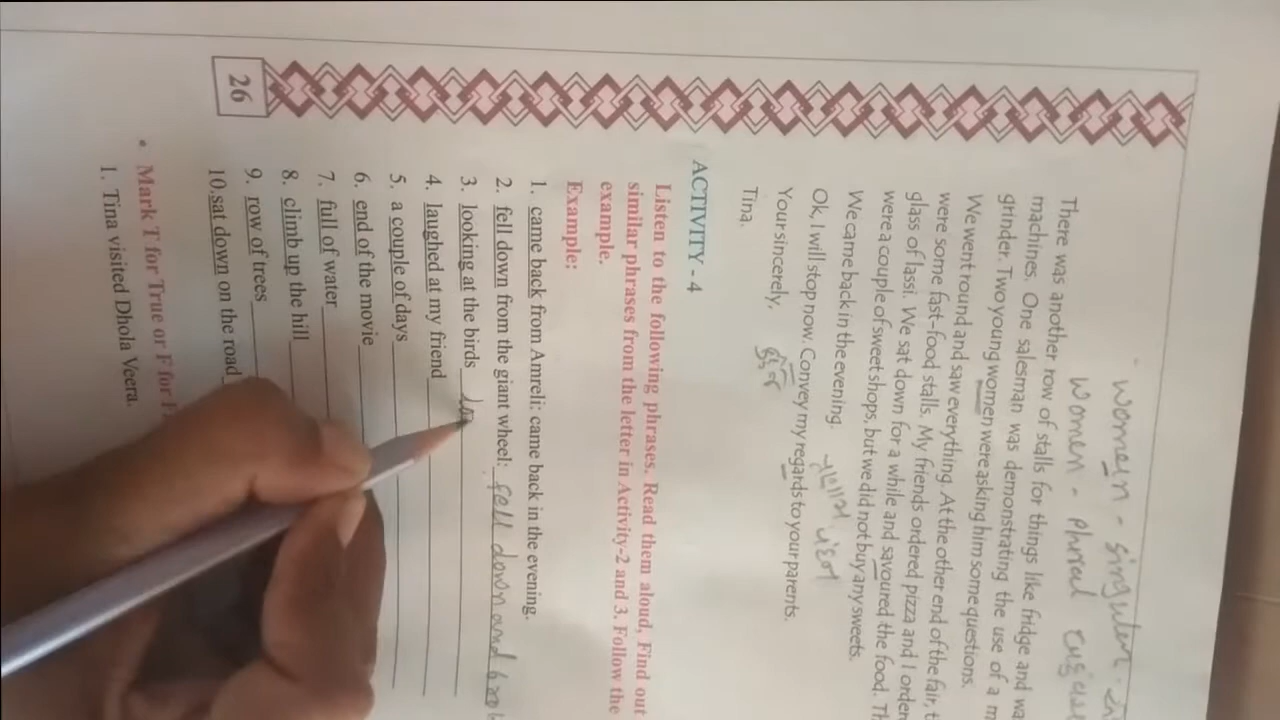 women - singular
women - plural
There was another row of stalls for things like fridge and
machines. One salesman was demonstrating the use of a
grinder. Two young women were asking him some questions.
We went round and saw everything. At the other end of the fair,
were some fast-food stalls. My friends ordered pizza and I
glass of lassi. We sat down for a while and savoured the food.
were a couple of sweet shops, but we did not buy any sweets.
We came back in the evening.
Ok, I will stop now. Convey my regards to your parents.
Your sincerely,
Tina.
ACTIVITY - 4
Listen to the following phrases. Read them aloud, Find out
similar phrases from the letter in Activity-2 and 3. Follow the
example.
Example:
1. came back from Amreli: came back in the evening.
2. fell down from the giant wheel: fell down and
3. looking at the birds
4. laughed at my friend
5. a couple of days
6. end of the movie
7. full of water
8. climb up the hill
9. row of trees
10.sat down on the road
• Mark T for True or F for
1. Tina visited Dhola Veera.
26